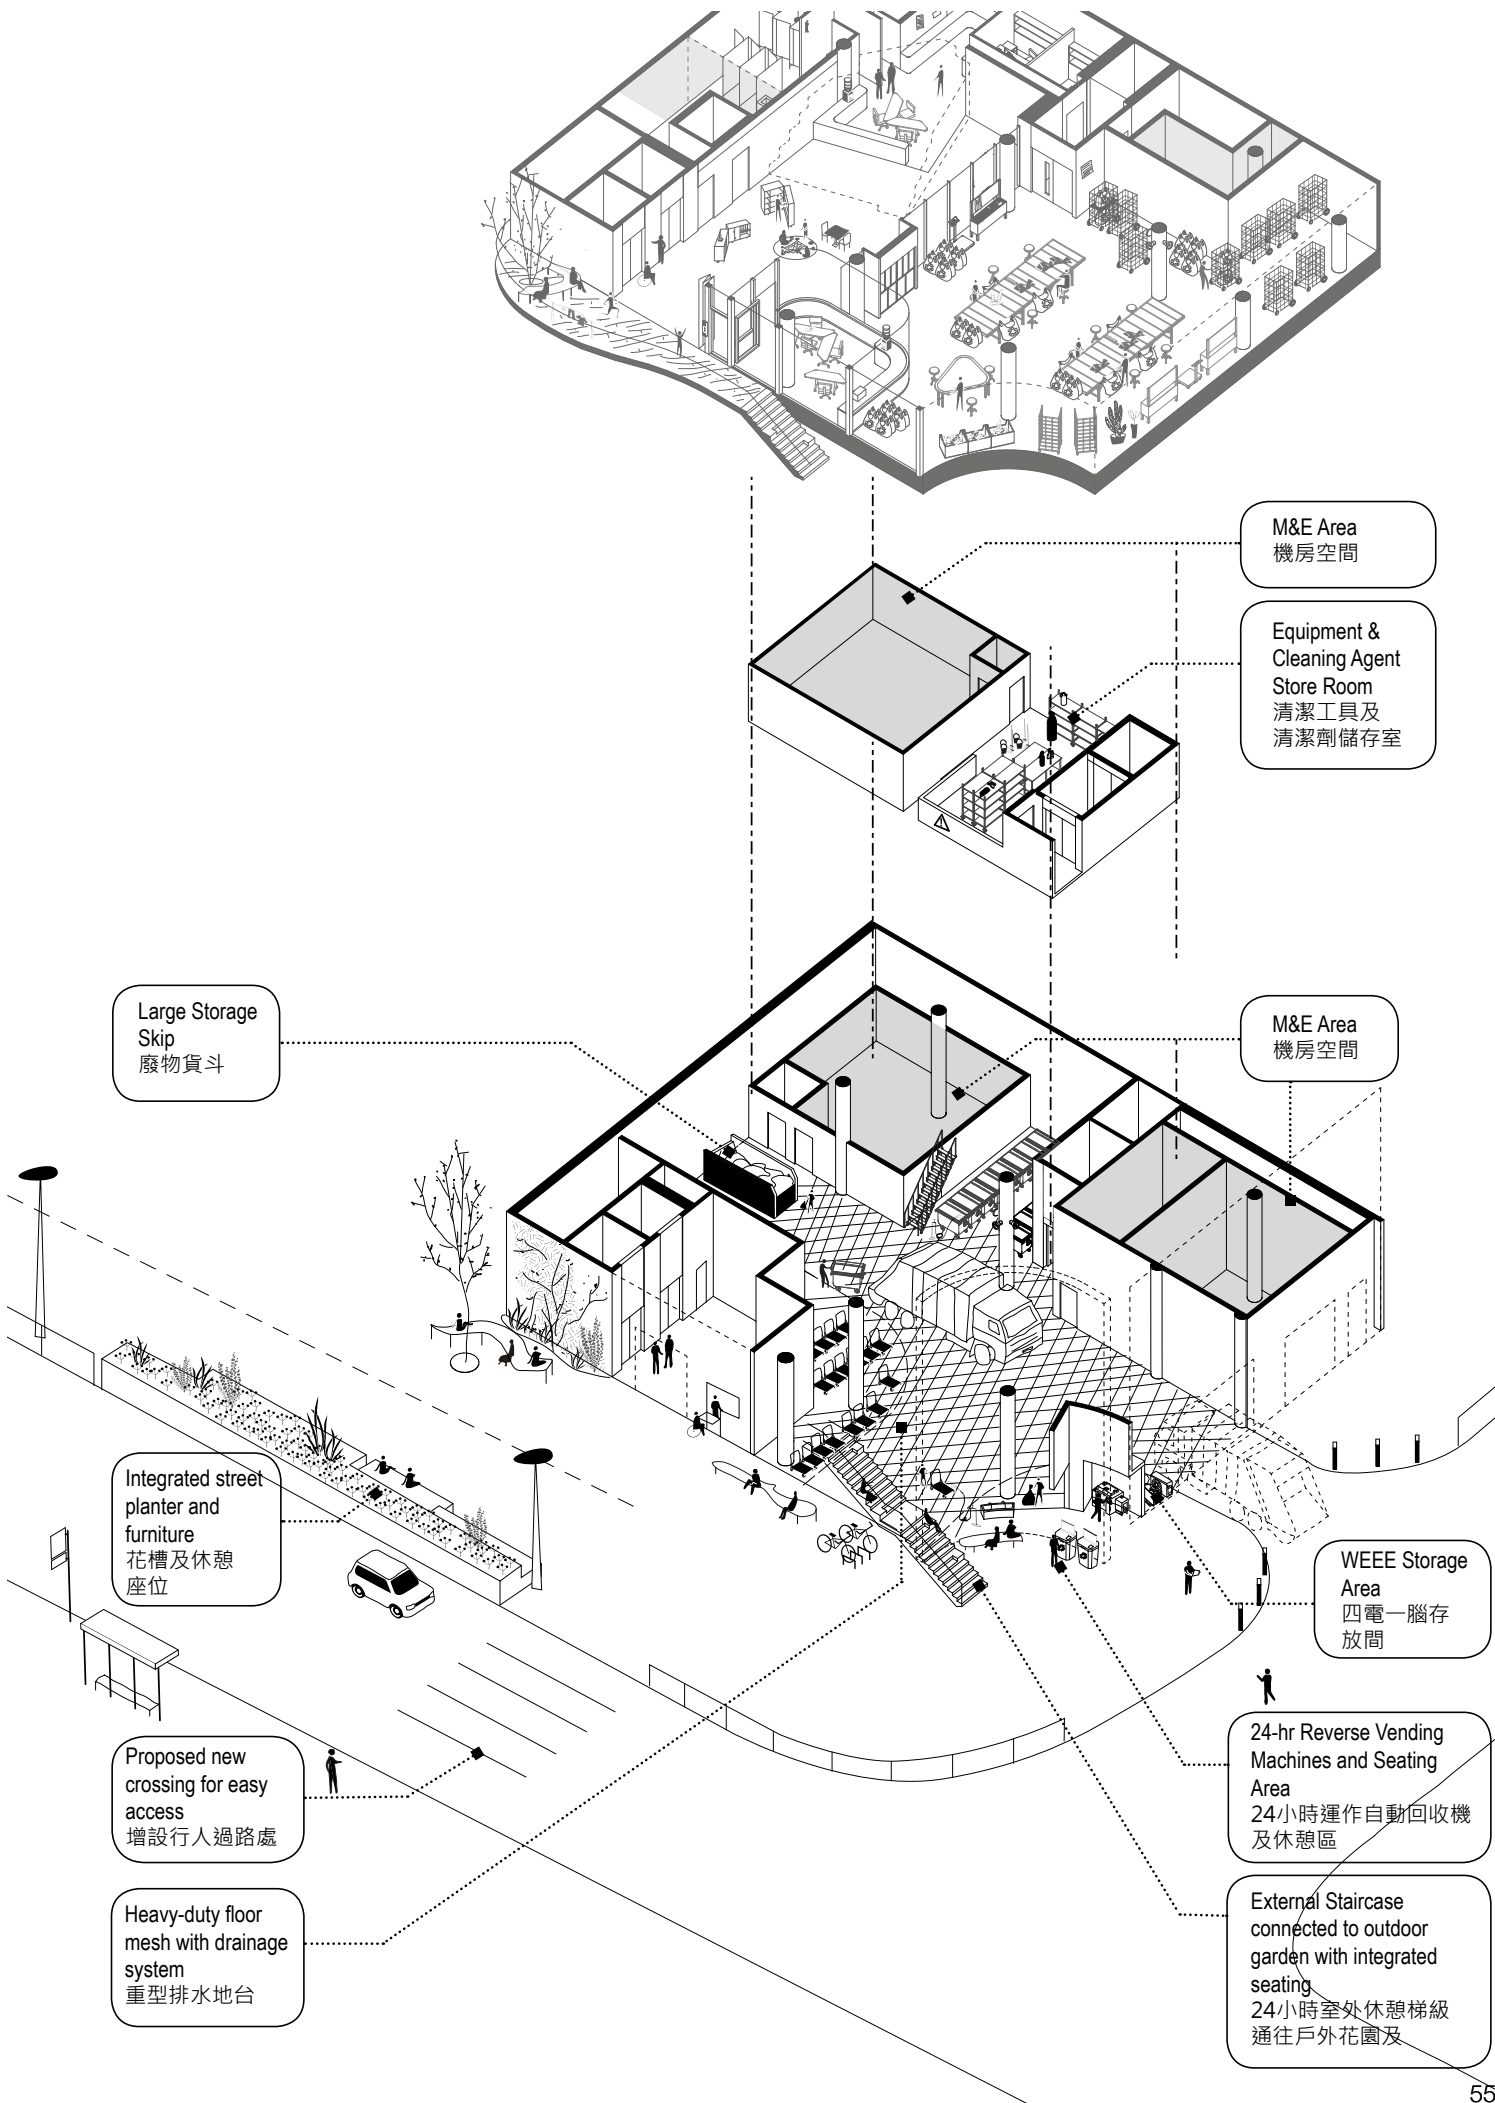 M&E Area
機房空間
Equipment &
Cleaning Agent
Store Room
清潔工具及
清潔劑儲存室
Large Storage
Skip
廢物貨斗
M&E Area
機房空間
Integrated street
planter and
furniture
花槽及休憩
座位
WEEE Storage
Area
四電一腦存
放間
Proposed new
crossing for easy
access
增設行人過路處
24-hr Reverse Vending
Machines and Seating
Area
24小時運作自動回收機
及休憩區
Heavy-duty floor
mesh with drainage
system
重型排水地台
External Staircase
connected to outdoor
garden with integrated
seating
24小時室外休憩梯級
通往戶外花園及
55